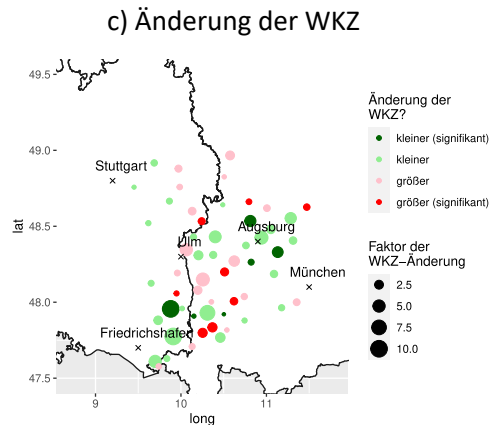 c) Änderung der WKZ
49.5
49.0
48.5
48.0
47.5
lat
Stuttgart
Augsburg
Ulm
München
Friedrichshafen
9
10
11
long
Änderung der
WKZ?
kleiner (signifikant)
kleiner
größer
größer (signifikant)
Faktor der
WKZ−Änderung
2.5
5.0
7.5
10.0